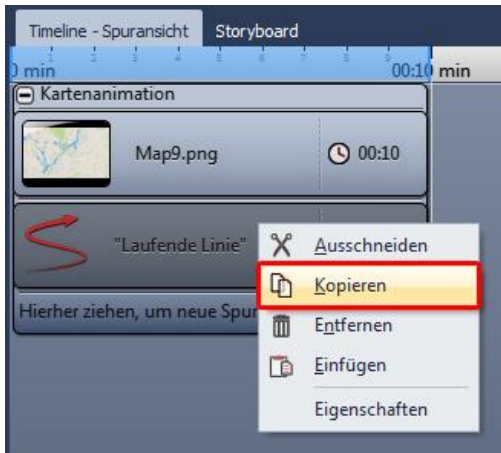 Timeline - Spuransicht Storyboard
0 min 00:10 min
Kartenanimation
Map9.png 00:10
"Laufende Linie"
Ausschneiden
Kopieren
Hierher ziehen, um neue Spur
Entfernen
Einfügen
Eigenschaften